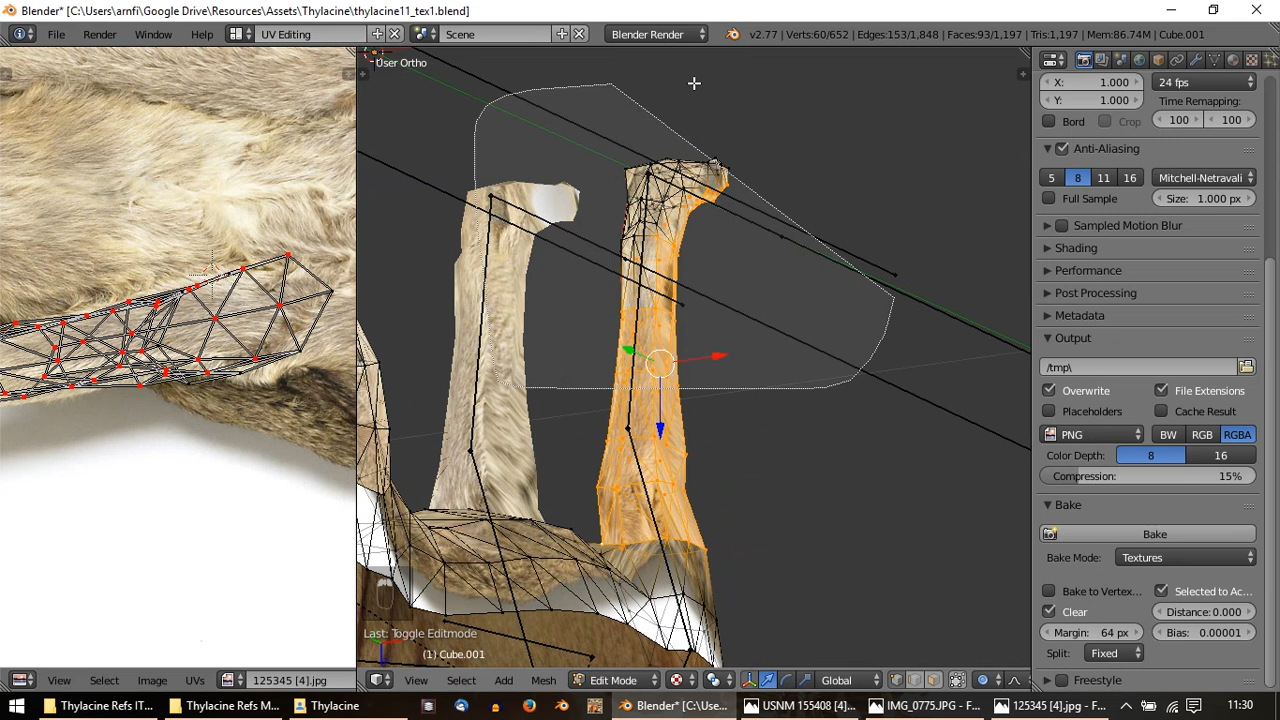 Blender* [C:\Users\arnfi\Google Drive\Resources\Assets\Thylacine\thylacine11_tex1.blend]
File Render Window Help UV Editing Scene Blender Render v2.77 | Verts:60/652 | Edges:153/1,848 | Faces:93/1,197 | Tris:1,197 | Mem:86.74M | Cube.001
User Ortho
X: 1.000 24 fps
Y: 1.000 Time Remapping:
Bord Crop 100 100
Anti-Aliasing
5 8 11 16 Mitchell-Netravali
Full Sample Size: 1.000 px
Sampled Motion Blur
Shading
Performance
Post Processing
Metadata
Output
/tmp\
Overwrite File Extensions
Placeholders Cache Result
PNG BW RGB RGBA
Color Depth: 8 16
Compression: 15%
Bake
Bake
Bake Mode: Textures
Bake to Vertex... Selected to Ac...
Clear Distance: 0.000
Margin: 64 px Bias: 0.00001
Split: Fixed
Freestyle
Last: Toggle Editmode
(1) Cube.001
View Image UVs 125345 [4].jpg View Select Add Mesh Edit Mode Global
Thylacine Refs IT... Thylacine Refs M... Thylacine Blender* [C:\Use... USNM 155408 [4]... IMG_0775.JPG - F... 125345 [4].jpg - F... 11:30